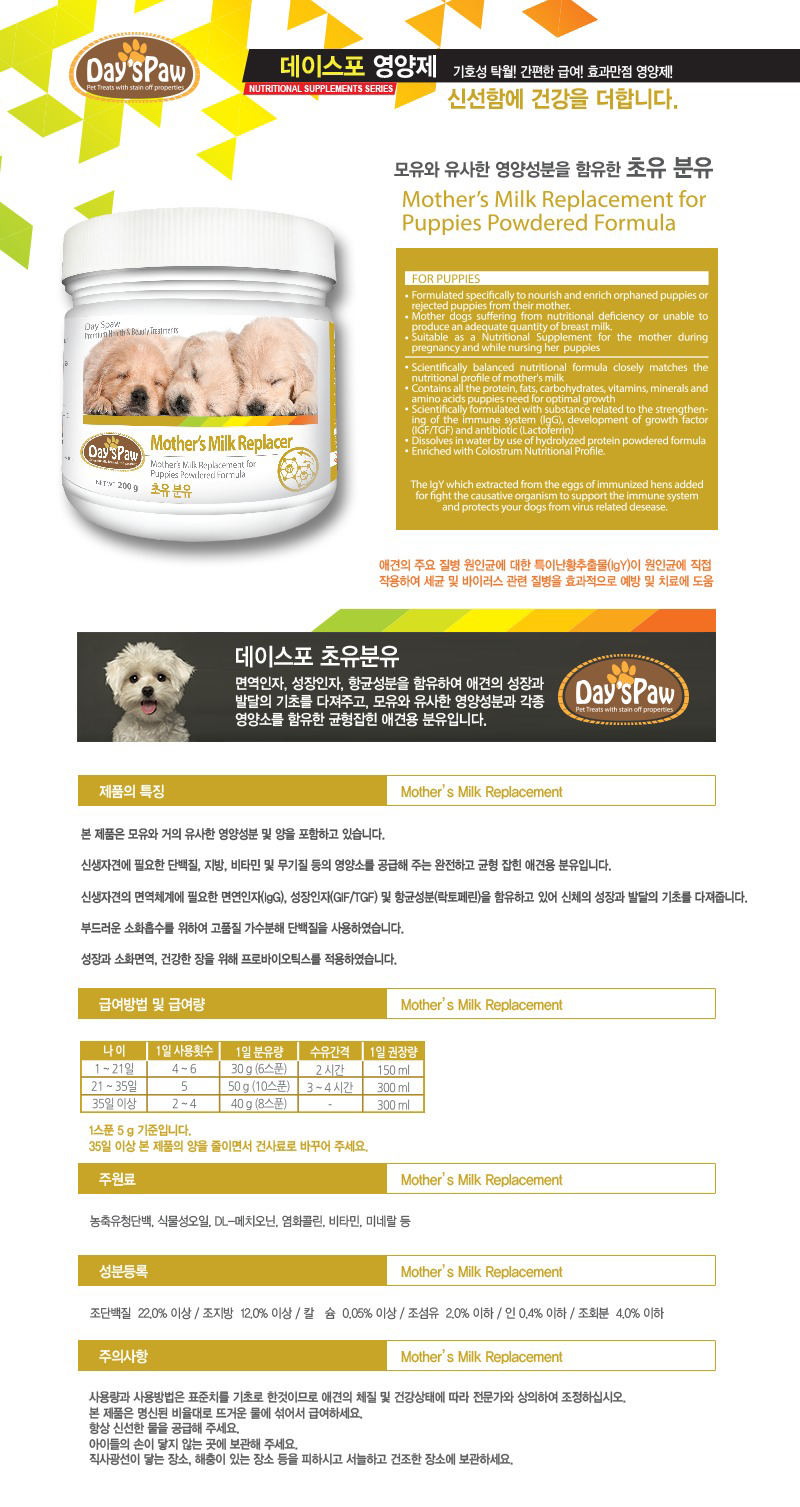 Day'sPaw
Pet Treats with stain off properties
데이스포 영양제
기호성 탁월! 간편한 급여! 효과만점 영양제!
NUTRITIONAL SUPPLEMENTS SERIES
신선함에 건강을 더합니다.
모유와 유사한 영양성분을 함유한 초유 분유
Mother's Milk Replacement for
Puppies Powdered Formula
Day Spaw
Premium Health & Beauty Treatments
Day'sPaw
Mother's Milk Replacer
Mother's Milk Replacement for
Puppies Powdered Formula
초유 분유
NET WT. 200 g
FOR PUPPIES
• Formulated specifically to nourish and enrich orphaned puppies or
rejected puppies from their mother.
• Mother dogs suffering from nutritional deficiency or unable to
produce an adequate quantity of breast milk.
• Suitable as a Nutritional Supplement for the mother during
pregnancy and while nursing her puppies
• Scientifically balanced nutritional formula closely matches the
nutritional profile of mother's milk
• Contains all the protein, fats, carbohydrates, vitamins, minerals and
amino acids puppies need for optimal growth
• Scientifically formulated with substance related to the strengthen-
ing of the immune system (IgG), development of growth factor
(IGF/TGF) and antibiotic (Lactoferrin)
• Dissolves in water by use of hydrolyzed protein powdered formula
• Enriched with Colostrum Nutritional Profile.
The IgY which extracted from the eggs of immunized hens added
for fight the causative organism to support the immune system
and protects your dogs from virus related desease.
애견의 주요 질병 원인균에 대한 특이난황추출물(IgY)이 원인균에 직접
작용하여 세균 및 바이러스 관련 질병을 효과적으로 예방 및 치료에 도움
데이스포 초유분유
면역인자, 성장인자, 항균성분을 함유하여 애견의 성장과
발달의 기초를 다져주고, 모유와 유사한 영양성분과 각종
영양소를 함유한 균형잡힌 애견용 분유입니다.
Day'sPaw
Pet Treats with stain off properties
제품의 특징 Mother's Milk Replacement
본 제품은 모유와 거의 유사한 영양성분 및 양을 포함하고 있습니다.
신생자견에 필요한 단백질, 지방, 비타민 및 무기질 등의 영양소를 공급해 주는 완전하고 균형 잡힌 애견용 분유입니다.
신생자견의 면역체계에 필요한 면연인자(IgG), 성장인자(GIF/TGF) 및 항균성분(락토페린)을 함유하고 있어 신체의 성장과 발달의 기초를 다져줍니다.
부드러운 소화흡수를 위하여 고품질 가수분해 단백질을 사용하였습니다.
성장과 소화면역, 건강한 장을 위해 프로바이오틱스를 적용하였습니다.
급여방법 및 급여량 Mother's Milk Replacement
나 이 1일 사용횟수 1일 분유량 수유간격 1일 권장량
1 ~ 21일 4 ~ 6 30 g (6스푼) 2 시간 150 ml
21 ~ 35일 5 50 g (10스푼) 3 ~ 4 시간 300 ml
35일 이상 2 ~ 4 40 g (8스푼) - 300 ml
1스푼 5 g 기준입니다.
35일 이상 본 제품의 양을 줄이면서 건사료로 바꾸어 주세요.
주원료 Mother's Milk Replacement
농축유청단백, 식물성오일, DL-메치오닌, 염화콜린, 비타민, 미네랄 등
성분등록 Mother's Milk Replacement
조단백질 22.0% 이상 / 조지방 12.0% 이상 / 칼 슘 0.05% 이상 / 조섬유 2.0% 이하 / 인 0.4% 이하 / 조회분 4.0% 이하
주의사항 Mother's Milk Replacement
사용량과 사용방법은 표준치를 기초로 한것이므로 애견의 체질 및 건강상태에 따라 전문가와 상의하여 조정하십시오.
본 제품은 명신된 비율대로 뜨거운 물에 섞어서 급여하세요.
항상 신선한 물을 공급해 주세요.
아이들의 손이 닿지 않는 곳에 보관해 주세요.
직사광선이 닿는 장소, 해충이 있는 장소 등을 피하시고 서늘하고 건조한 장소에 보관하세요.